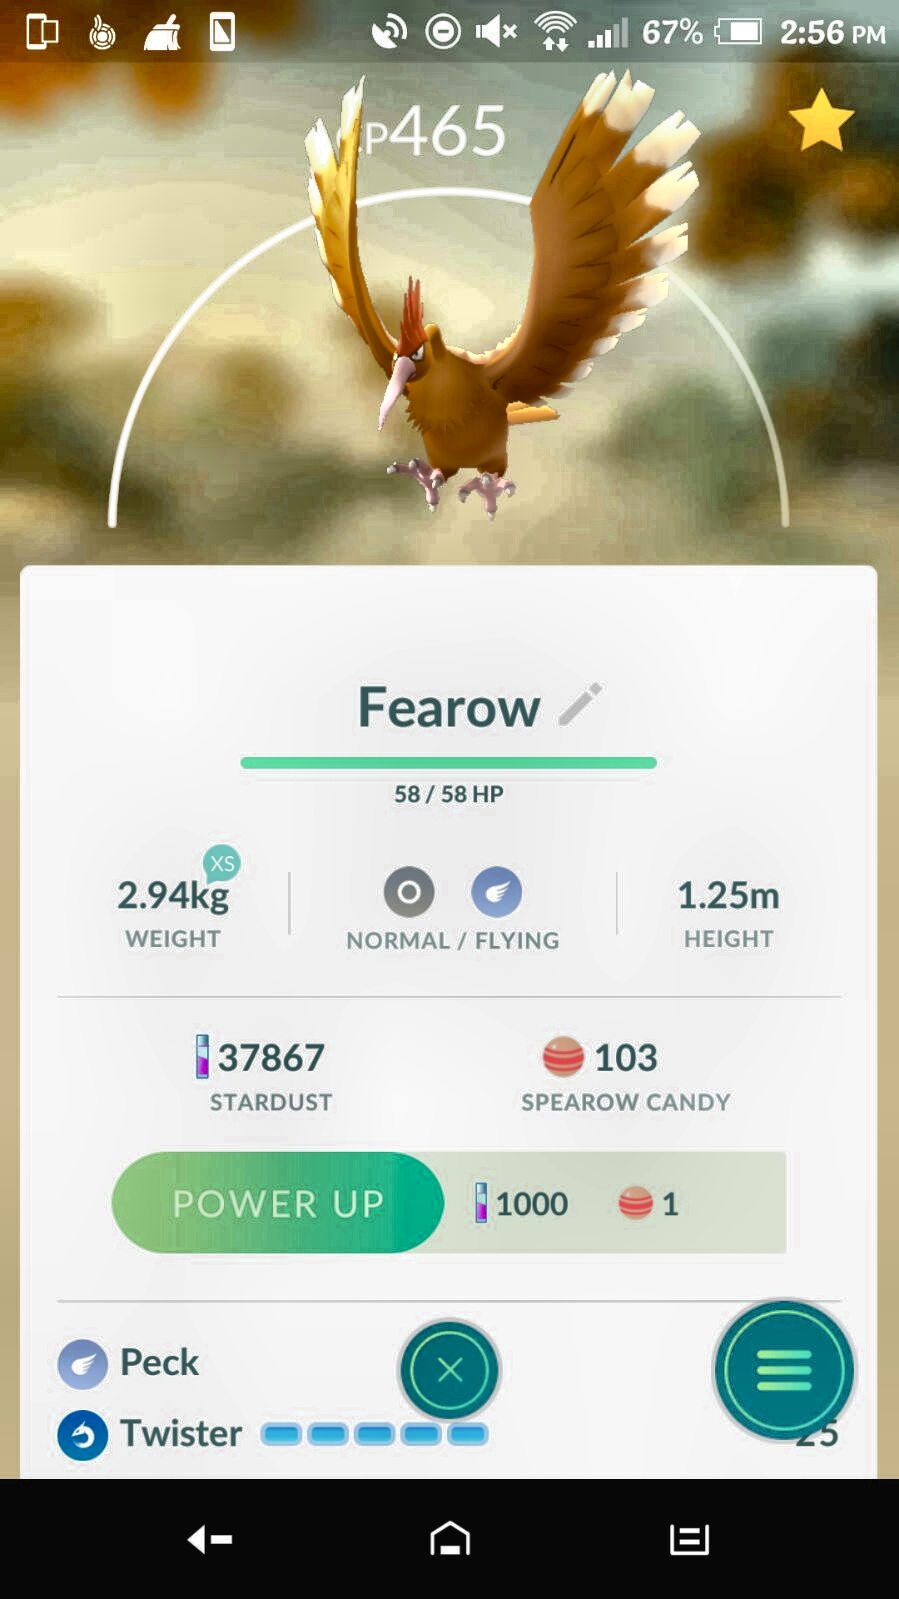 67% 2:56 PM
CP465
Fearow
58 / 58 HP
XS
2.94kg
WEIGHT
NORMAL / FLYING
1.25m
HEIGHT
37867
STARDUST
103
SPEAROW CANDY
POWER UP 1000 1
Peck
Twister 25